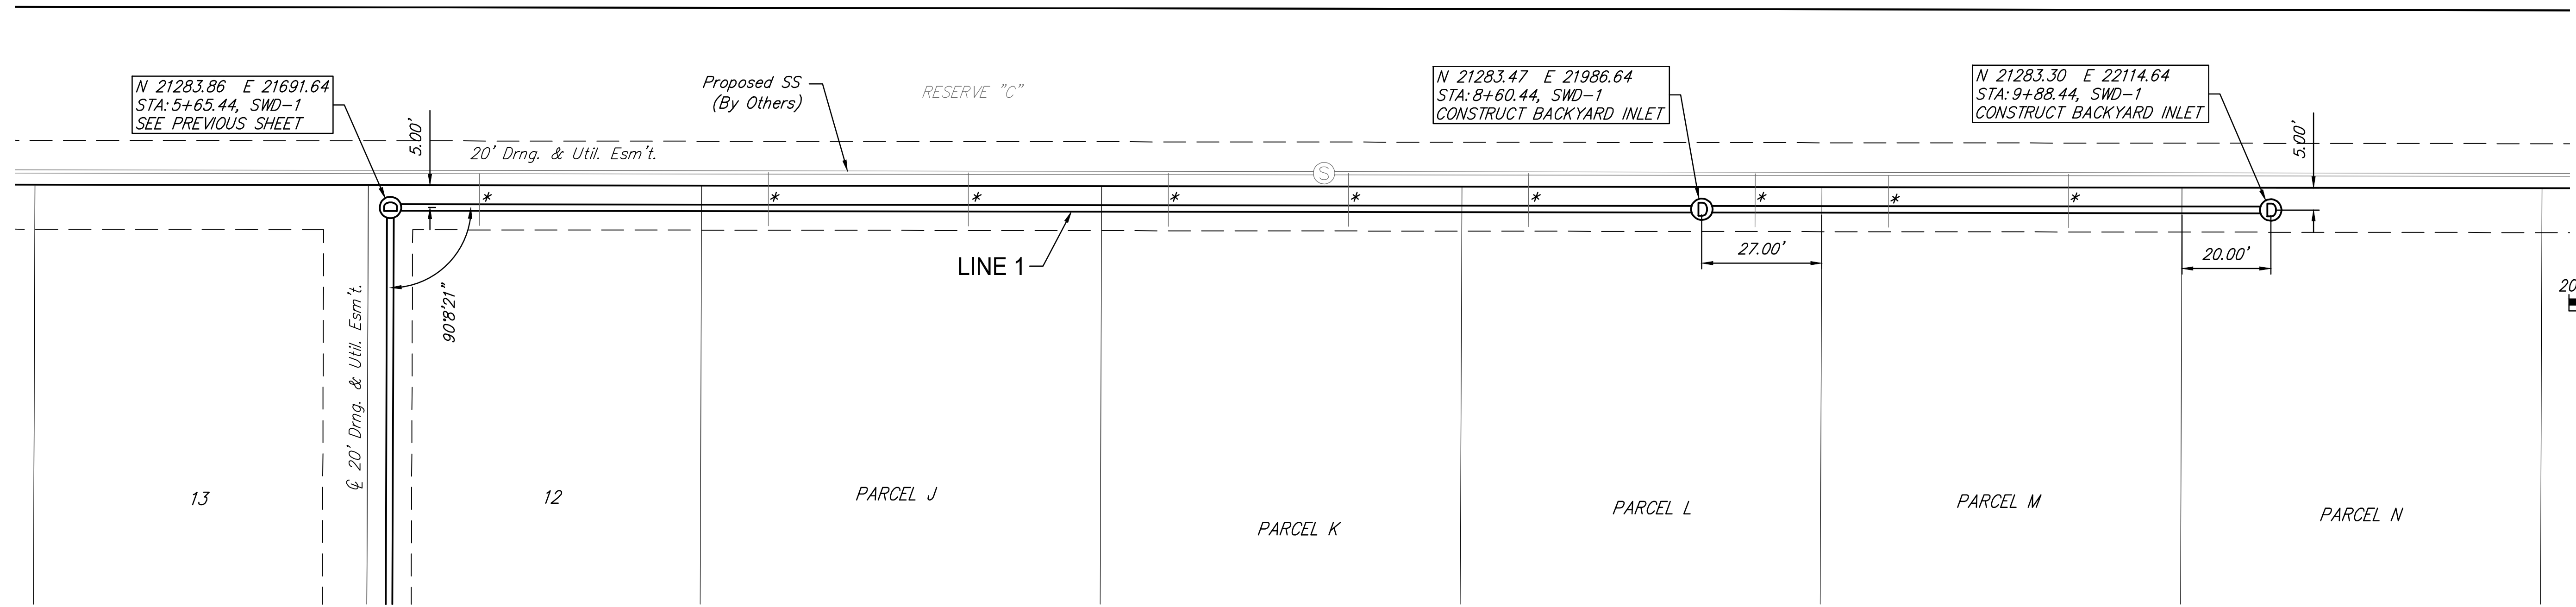 N 21283.86 E 21691.64
STA: 5+65.44, SWD-1
SEE PREVIOUS SHEET
5.00'
Proposed SS
(By Others)
RESERVE "C"
N 21283.47 E 21986.64
STA: 8+60.44, SWD-1
CONSTRUCT BACKYARD INLET
N 21283.30 E 22114.64
STA: 9+88.44, SWD-1
CONSTRUCT BACKYARD INLET
5.00'
20' Drng. & Util. Esm't.
S
* * * * * * * * *
D
D
D
LINE 1
27.00'
20.00'
90°8'21"
20
℄ 20' Drng. & Util. Esm't.
13
12
PARCEL J
PARCEL K
PARCEL L
PARCEL M
PARCEL N